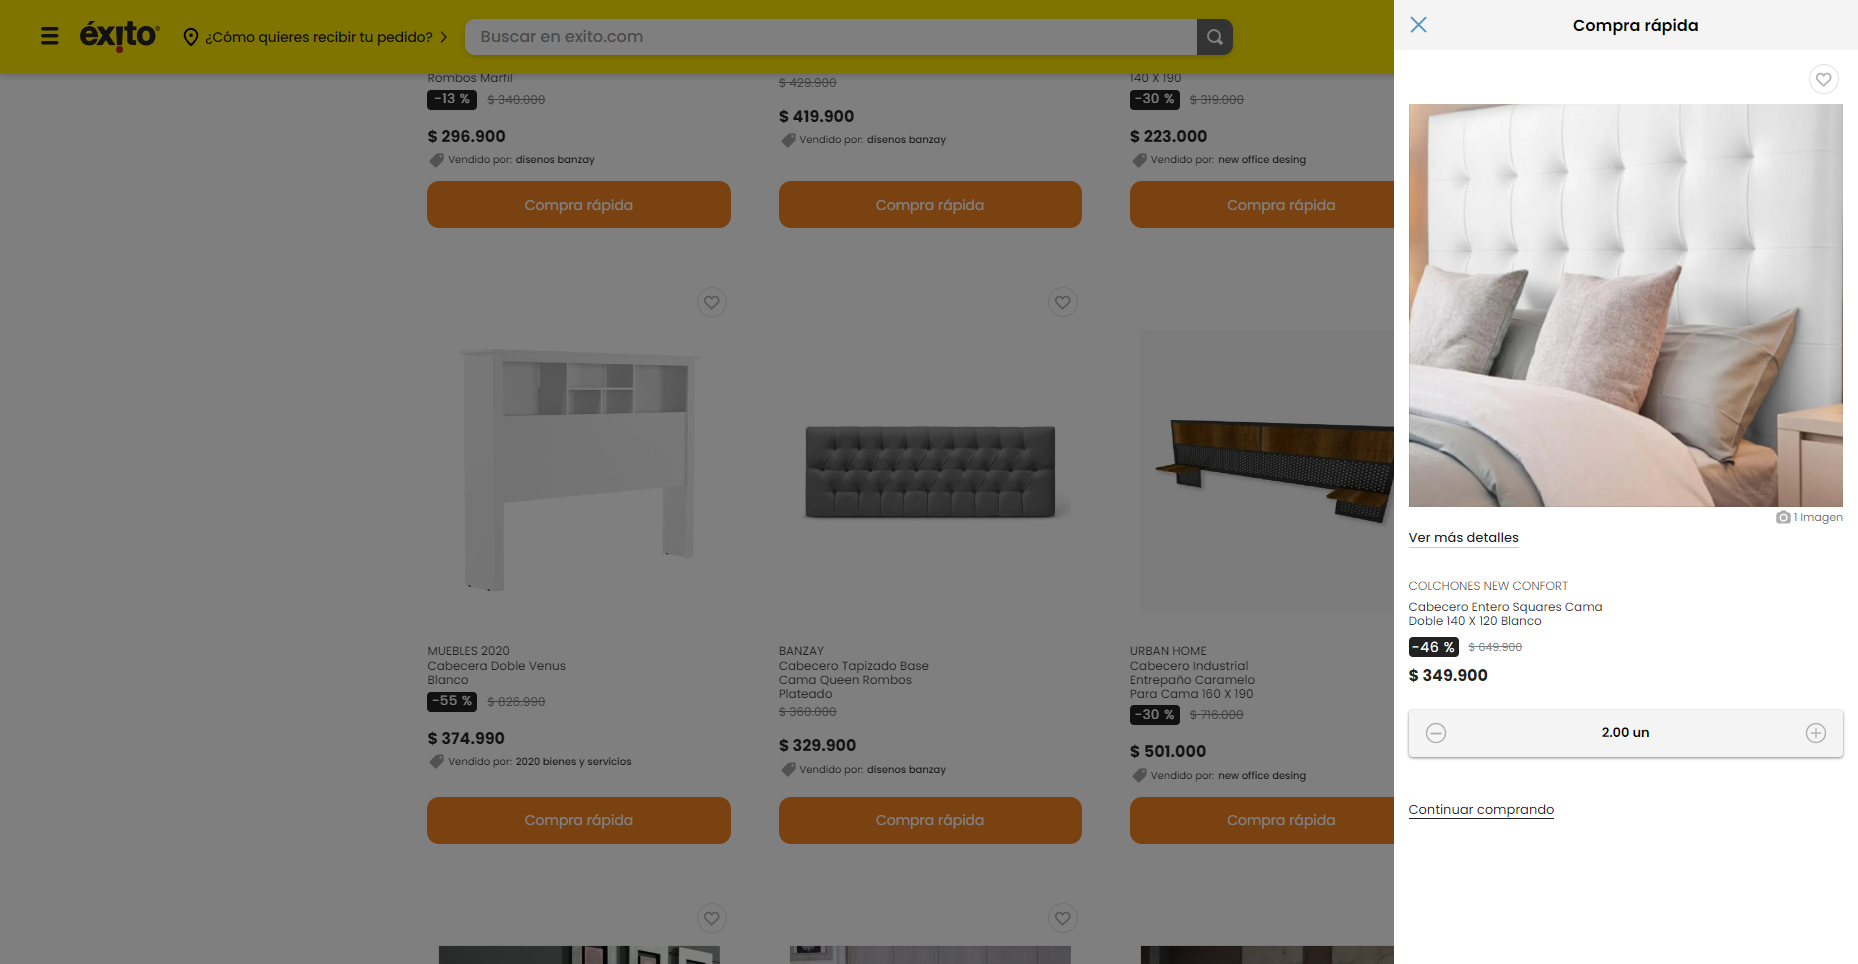 éxito
¿Cómo quieres recibir tu pedido?
Buscar en exito.com
Rombos Marfil
-13 % $ 340.000
$ 296.900
Vendido por: disenos banzay
Compra rápida
$ 429.900
$ 419.900
Vendido por: disenos banzay
Compra rápida
140 X 190
-30 % $ 319.000
$ 223.000
Vendido por: new office desing
Compra rápida
MUEBLES 2020
Cabecera Doble Venus
Blanco
-55 % $ 826.990
$ 374.990
Vendido por: 2020 bienes y servicios
Compra rápida
BANZAY
Cabecero Tapizado Base
Cama Queen Rombos
Plateado
$ 360.000
$ 329.900
Vendido por: disenos banzay
Compra rápida
URBAN HOME
Cabecero Industrial
Entrepaño Caramelo
Para Cama 160 X 190
-30 % $ 716.000
$ 501.000
Vendido por: new office desing
Compra rápida
Compra rápida
1 Imagen
Ver más detalles
COLCHONES NEW CONFORT
Cabecero Entero Squares Cama
Doble 140 X 120 Blanco
-46 % $ 649.900
$ 349.900
2.00 un
Continuar comprando